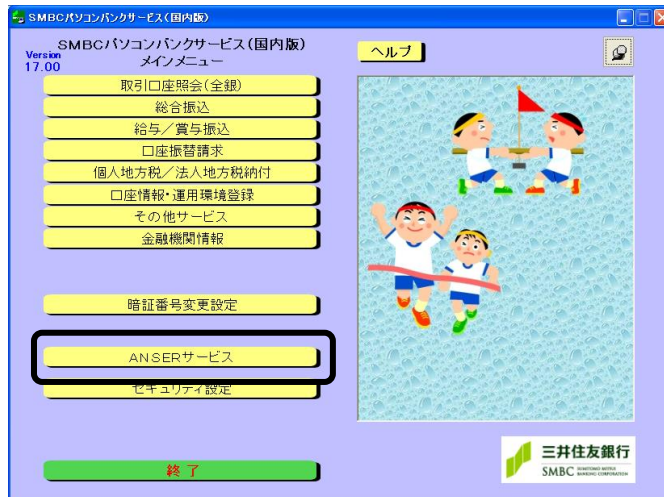 SMBCパソコンバンクサービス(国内版)
SMBCパソコンバンクサービス(国内版)
Version
17.00
メインメニュー
ヘルプ
取引口座照会(全銀)
総合振込
給与/賞与振込
口座振替請求
個人地方税/法人地方税納付
口座情報・運用環境登録
その他サービス
金融機関情報
暗証番号変更設定
ANSERサービス
セキュリティ設定
終了
三井住友銀行
SMBC SUMITOMO MITSUI
BANKING CORPORATION